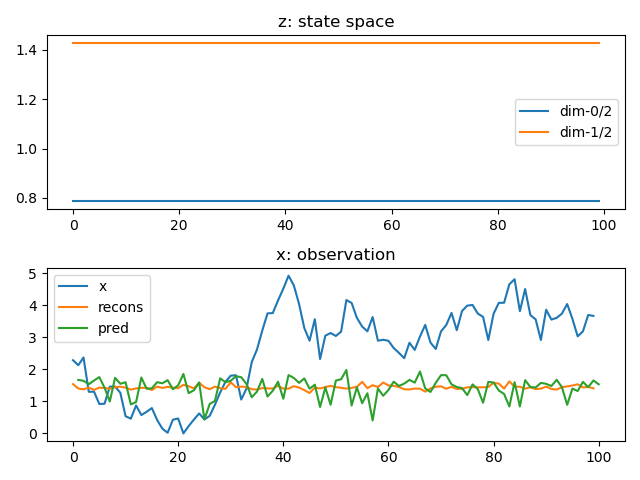 z: state space
1.4
1.2
1.0
0.8
dim-0/2
dim-1/2
0 20 40 60 80 100
x: observation
5
4
3
2
1
0
x
recons
pred
0 20 40 60 80 100